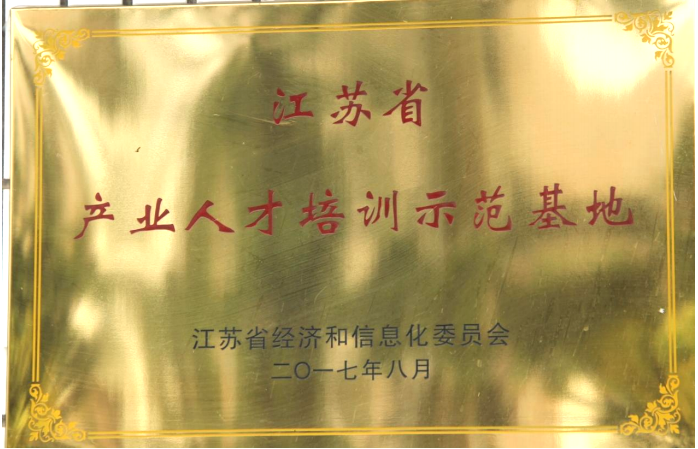 江苏省
产业人才培训示范基地
江苏省经济和信息化委员会
二〇一七年八月